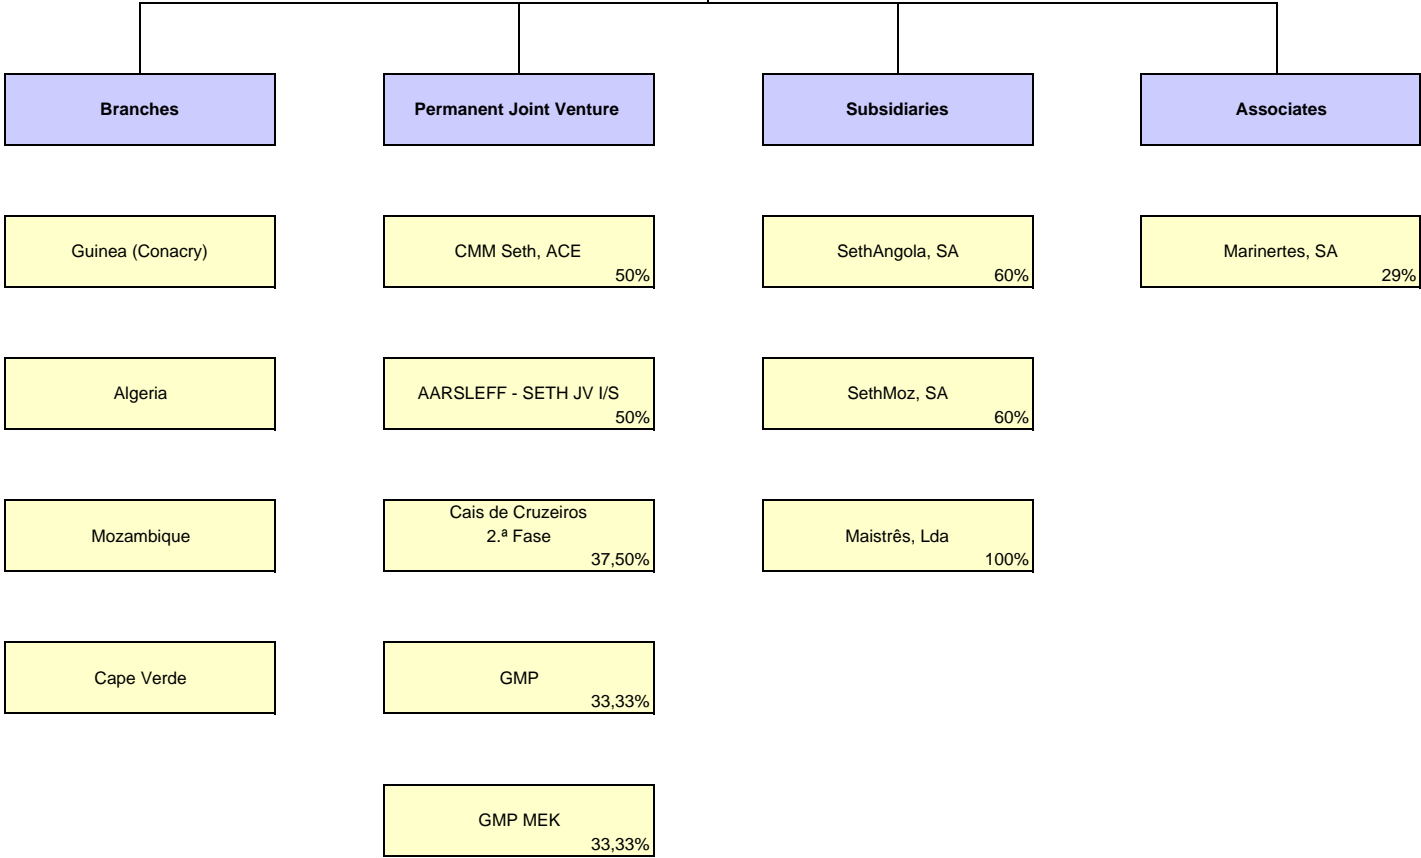 Branches
Permanent Joint Venture
Subsidiaries
Associates
Guinea (Conacry)
CMM Seth, ACE
50%
SethAngola, SA
60%
Marinertes, SA
29%
Algeria
AARSLEFF - SETH JV I/S
50%
SethMoz, SA
60%
Mozambique
Cais de Cruzeiros
2.ª Fase
37,50%
Maistrês, Lda
100%
Cape Verde
GMP
33,33%
GMP MEK
33,33%